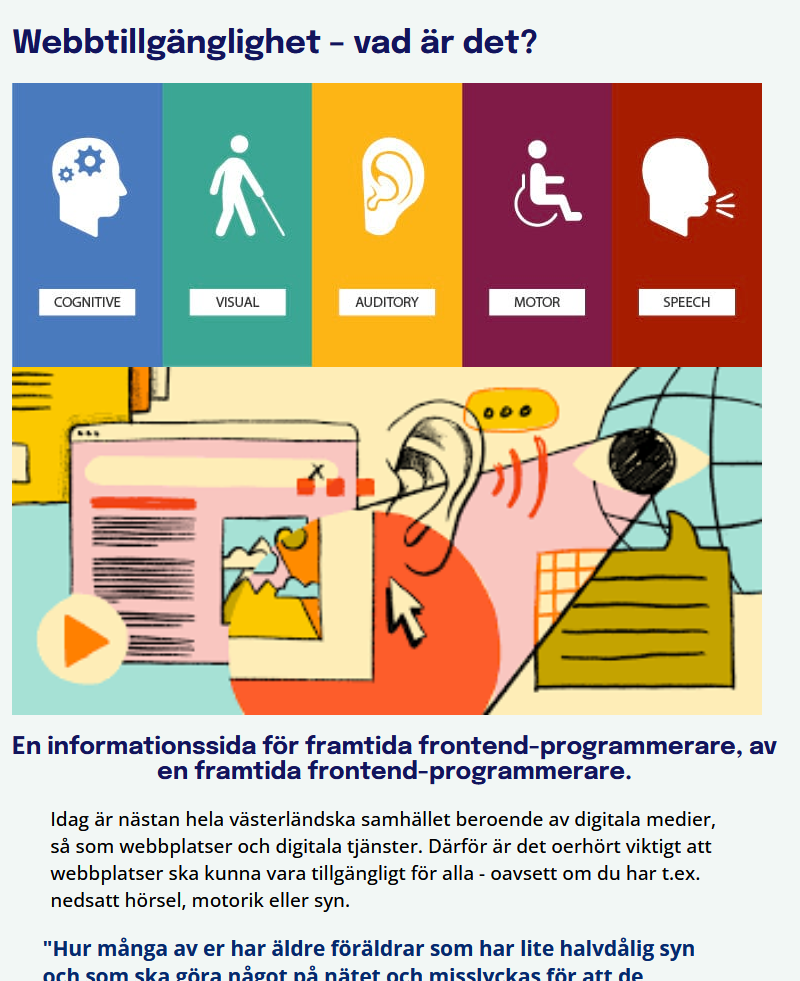 Webbtillgänglighet – vad är det?
COGNITIVE
VISUAL
AUDITORY
MOTOR
SPEECH
En informationssida för framtida frontend-programmerare, av
en framtida frontend-programmerare.
Idag är nästan hela västerländska samhället beroende av digitala medier,
så som webbplatser och digitala tjänster. Därför är det oerhört viktigt att
webbplatser ska kunna vara tillgängligt för alla - oavsett om du har t.ex.
nedsatt hörsel, motorik eller syn.
"Hur många av er har äldre föräldrar som har lite halvdålig syn
och som ska göra något på nätet och misslyckas för att de